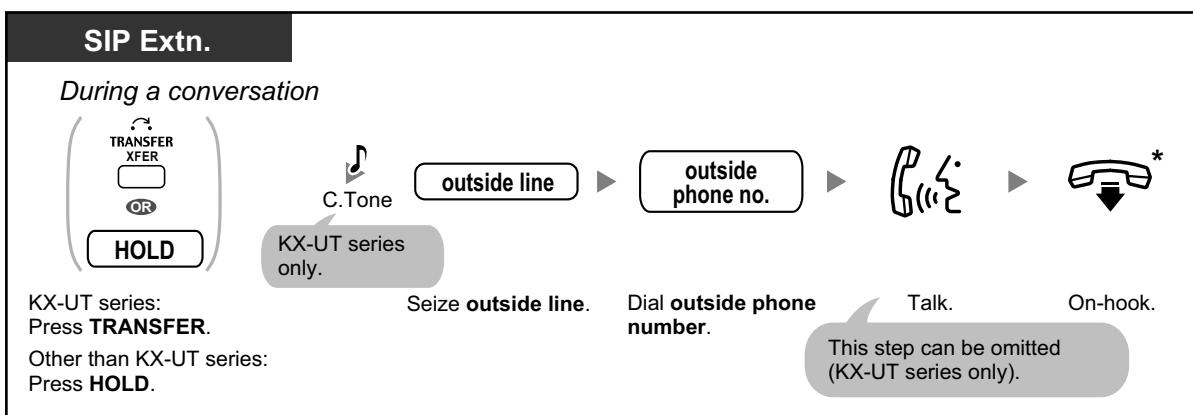 SIP Extn.
During a conversation
TRANSFER
XFER
OR
HOLD
C.Tone
KX-UT series
only.
outside line
outside
phone no.
*
KX-UT series:
Press TRANSFER.
Other than KX-UT series:
Press HOLD.
Seize outside line.
Dial outside phone
number.
Talk.
This step can be omitted
(KX-UT series only).
On-hook.